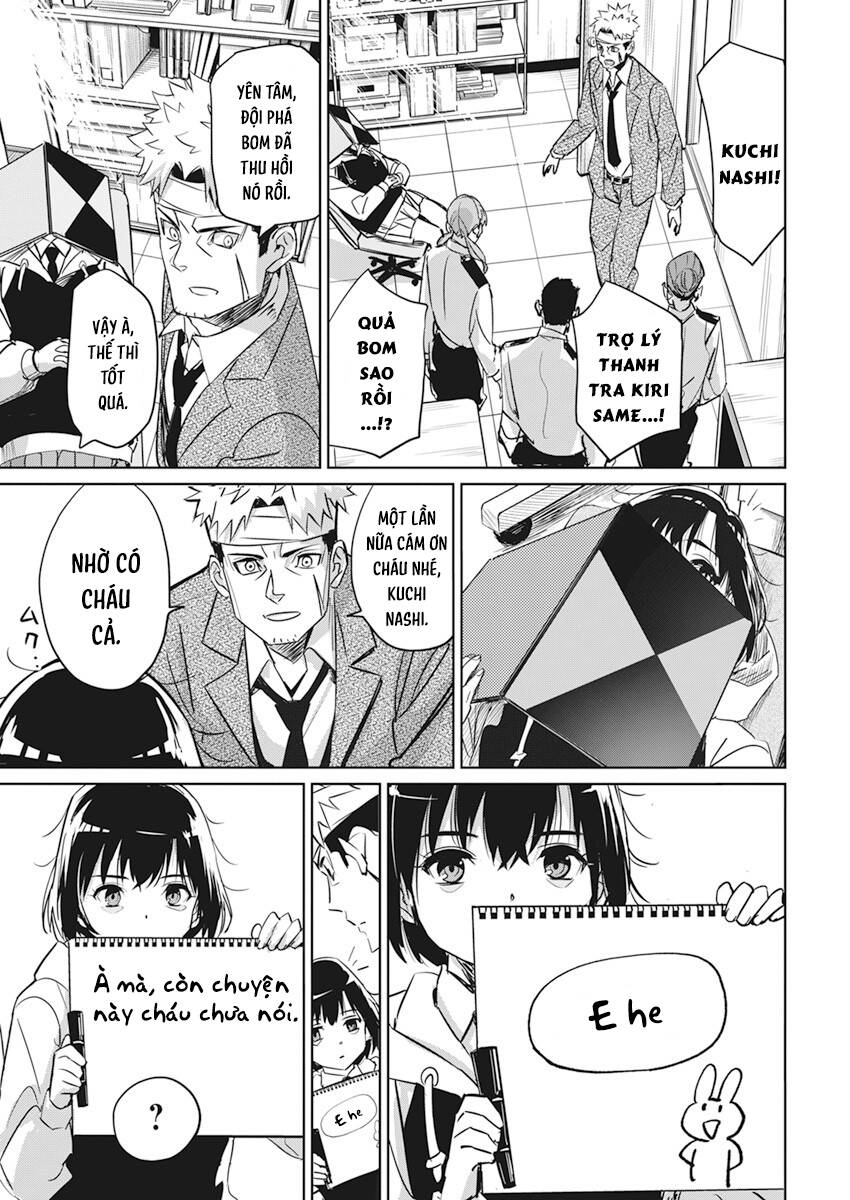 KUCHI
NASHI!
TRỢ LÝ
THANH
TRA KIRI
SAME...!
QUẢ
BOM
SAO
RỒI
...!?
YÊN TÂM,
ĐỘI PHÁ
BOM ĐÃ
THU HỒI
NÓ RỒI.
VẬY À,
THẾ THÌ
TỐT
QUÁ.
MỘT LẦN
NỮA CÁM ƠN
CHÁU NHÉ,
KUCHI
NASHI.
NHỜ CÓ
CHÁU
CẢ.
ムク...
E he
E he
À mà, còn chuyện
này cháu chưa nói.
?